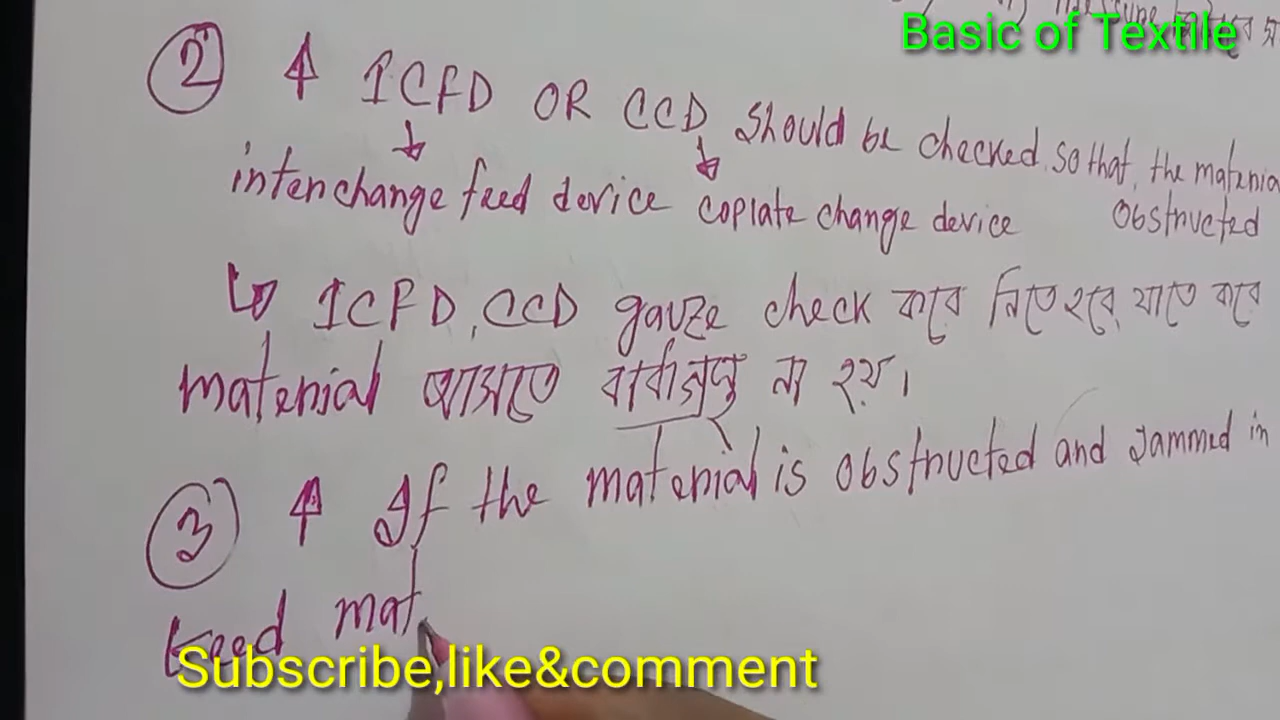 Basic of Textile
② ICFD OR CCD should be checked. so that, the material
interchange feed device coplate change device obstructed
ICFD, CCD gauze check করে নিতে হবে, যাতে করে
material আসতে বাধাগ্রস্ত না হয়।
③ If the material is obstructed and jammed in
feed mat
Subscribe,like&comment